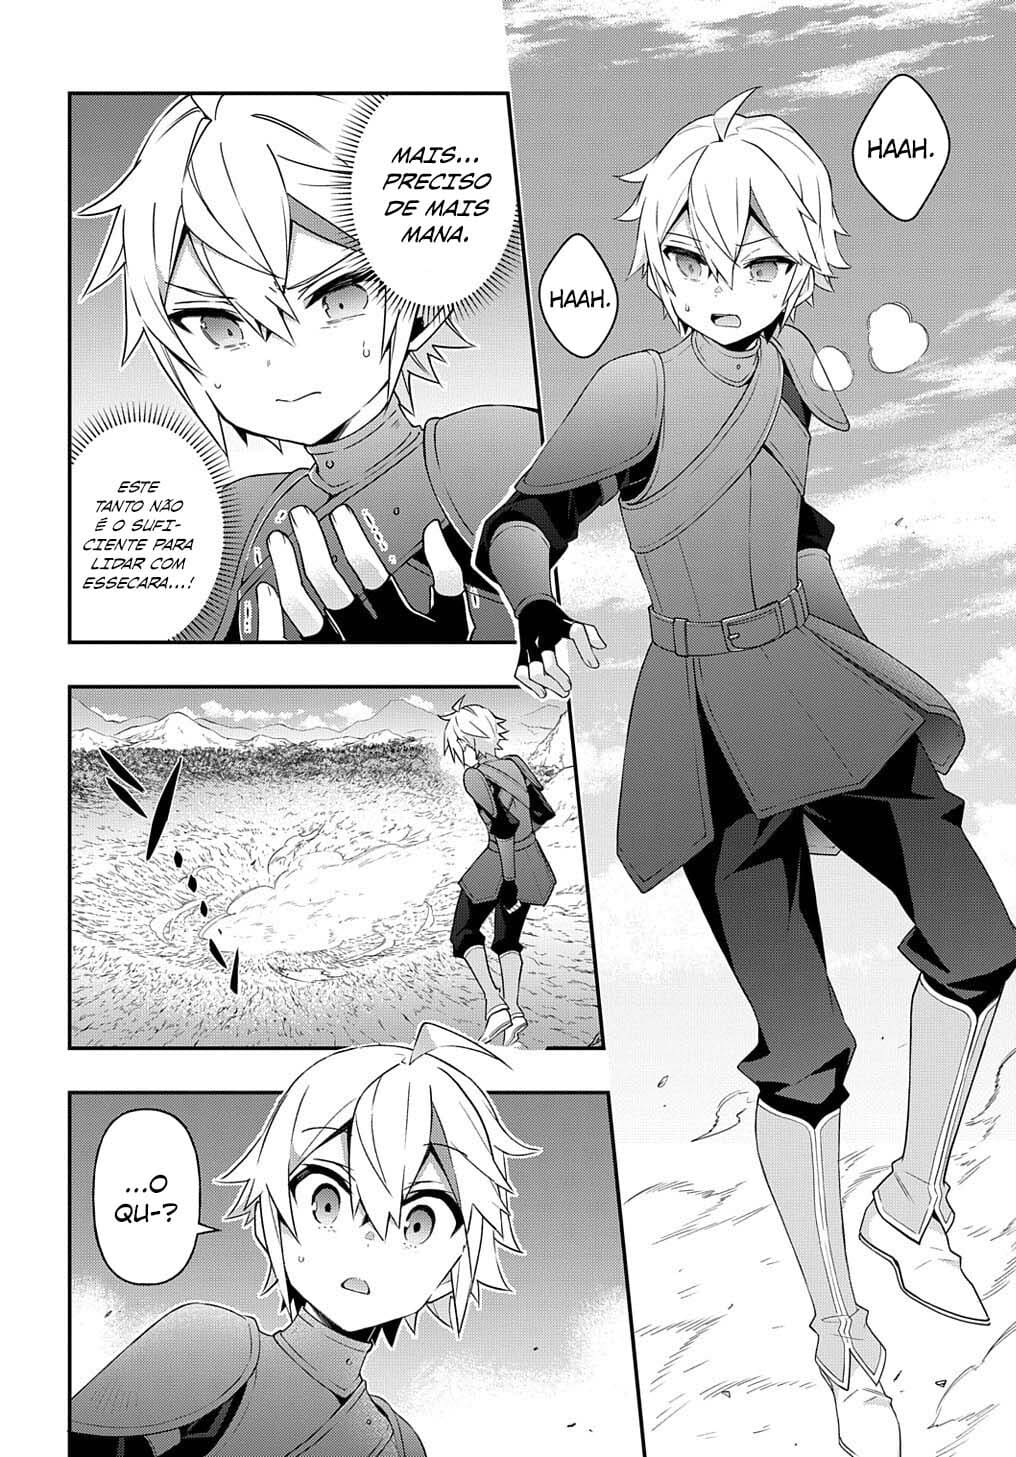 HAAH.
HAAH.
MAIS...
PRECISO
DE MAIS
MANA.
ESTE
TANTO NÃO
É O SUFI-
CIENTE PARA
LIDAR COM
ESSECARA...!
...O
QU-?